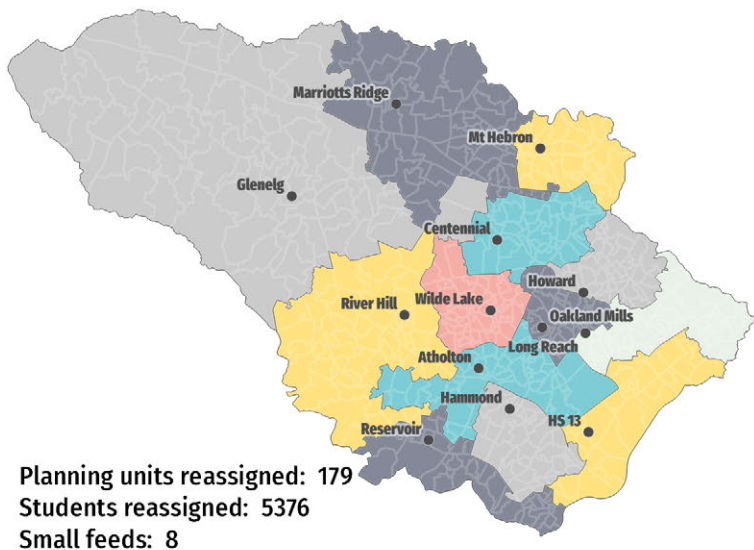 Marriotts Ridge
Mt Hebron
Glenelg
Centennial
Howard
River Hill
Wilde Lake
Oakland Mills
Long Reach
Atholton
Hammond
HS 13
Reservoir
Planning units reassigned: 179
Students reassigned: 5376
Small feeds: 8